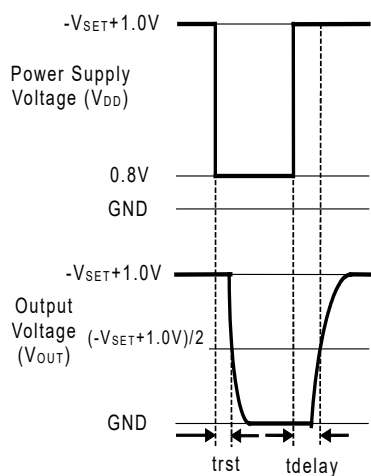 -VSET+1.0V
Power Supply
Voltage (VDD)
0.8V
GND
-VSET+1.0V
Output
Voltage
(VOUT)
(-VSET+1.0V)/2
GND
trst
tdelay